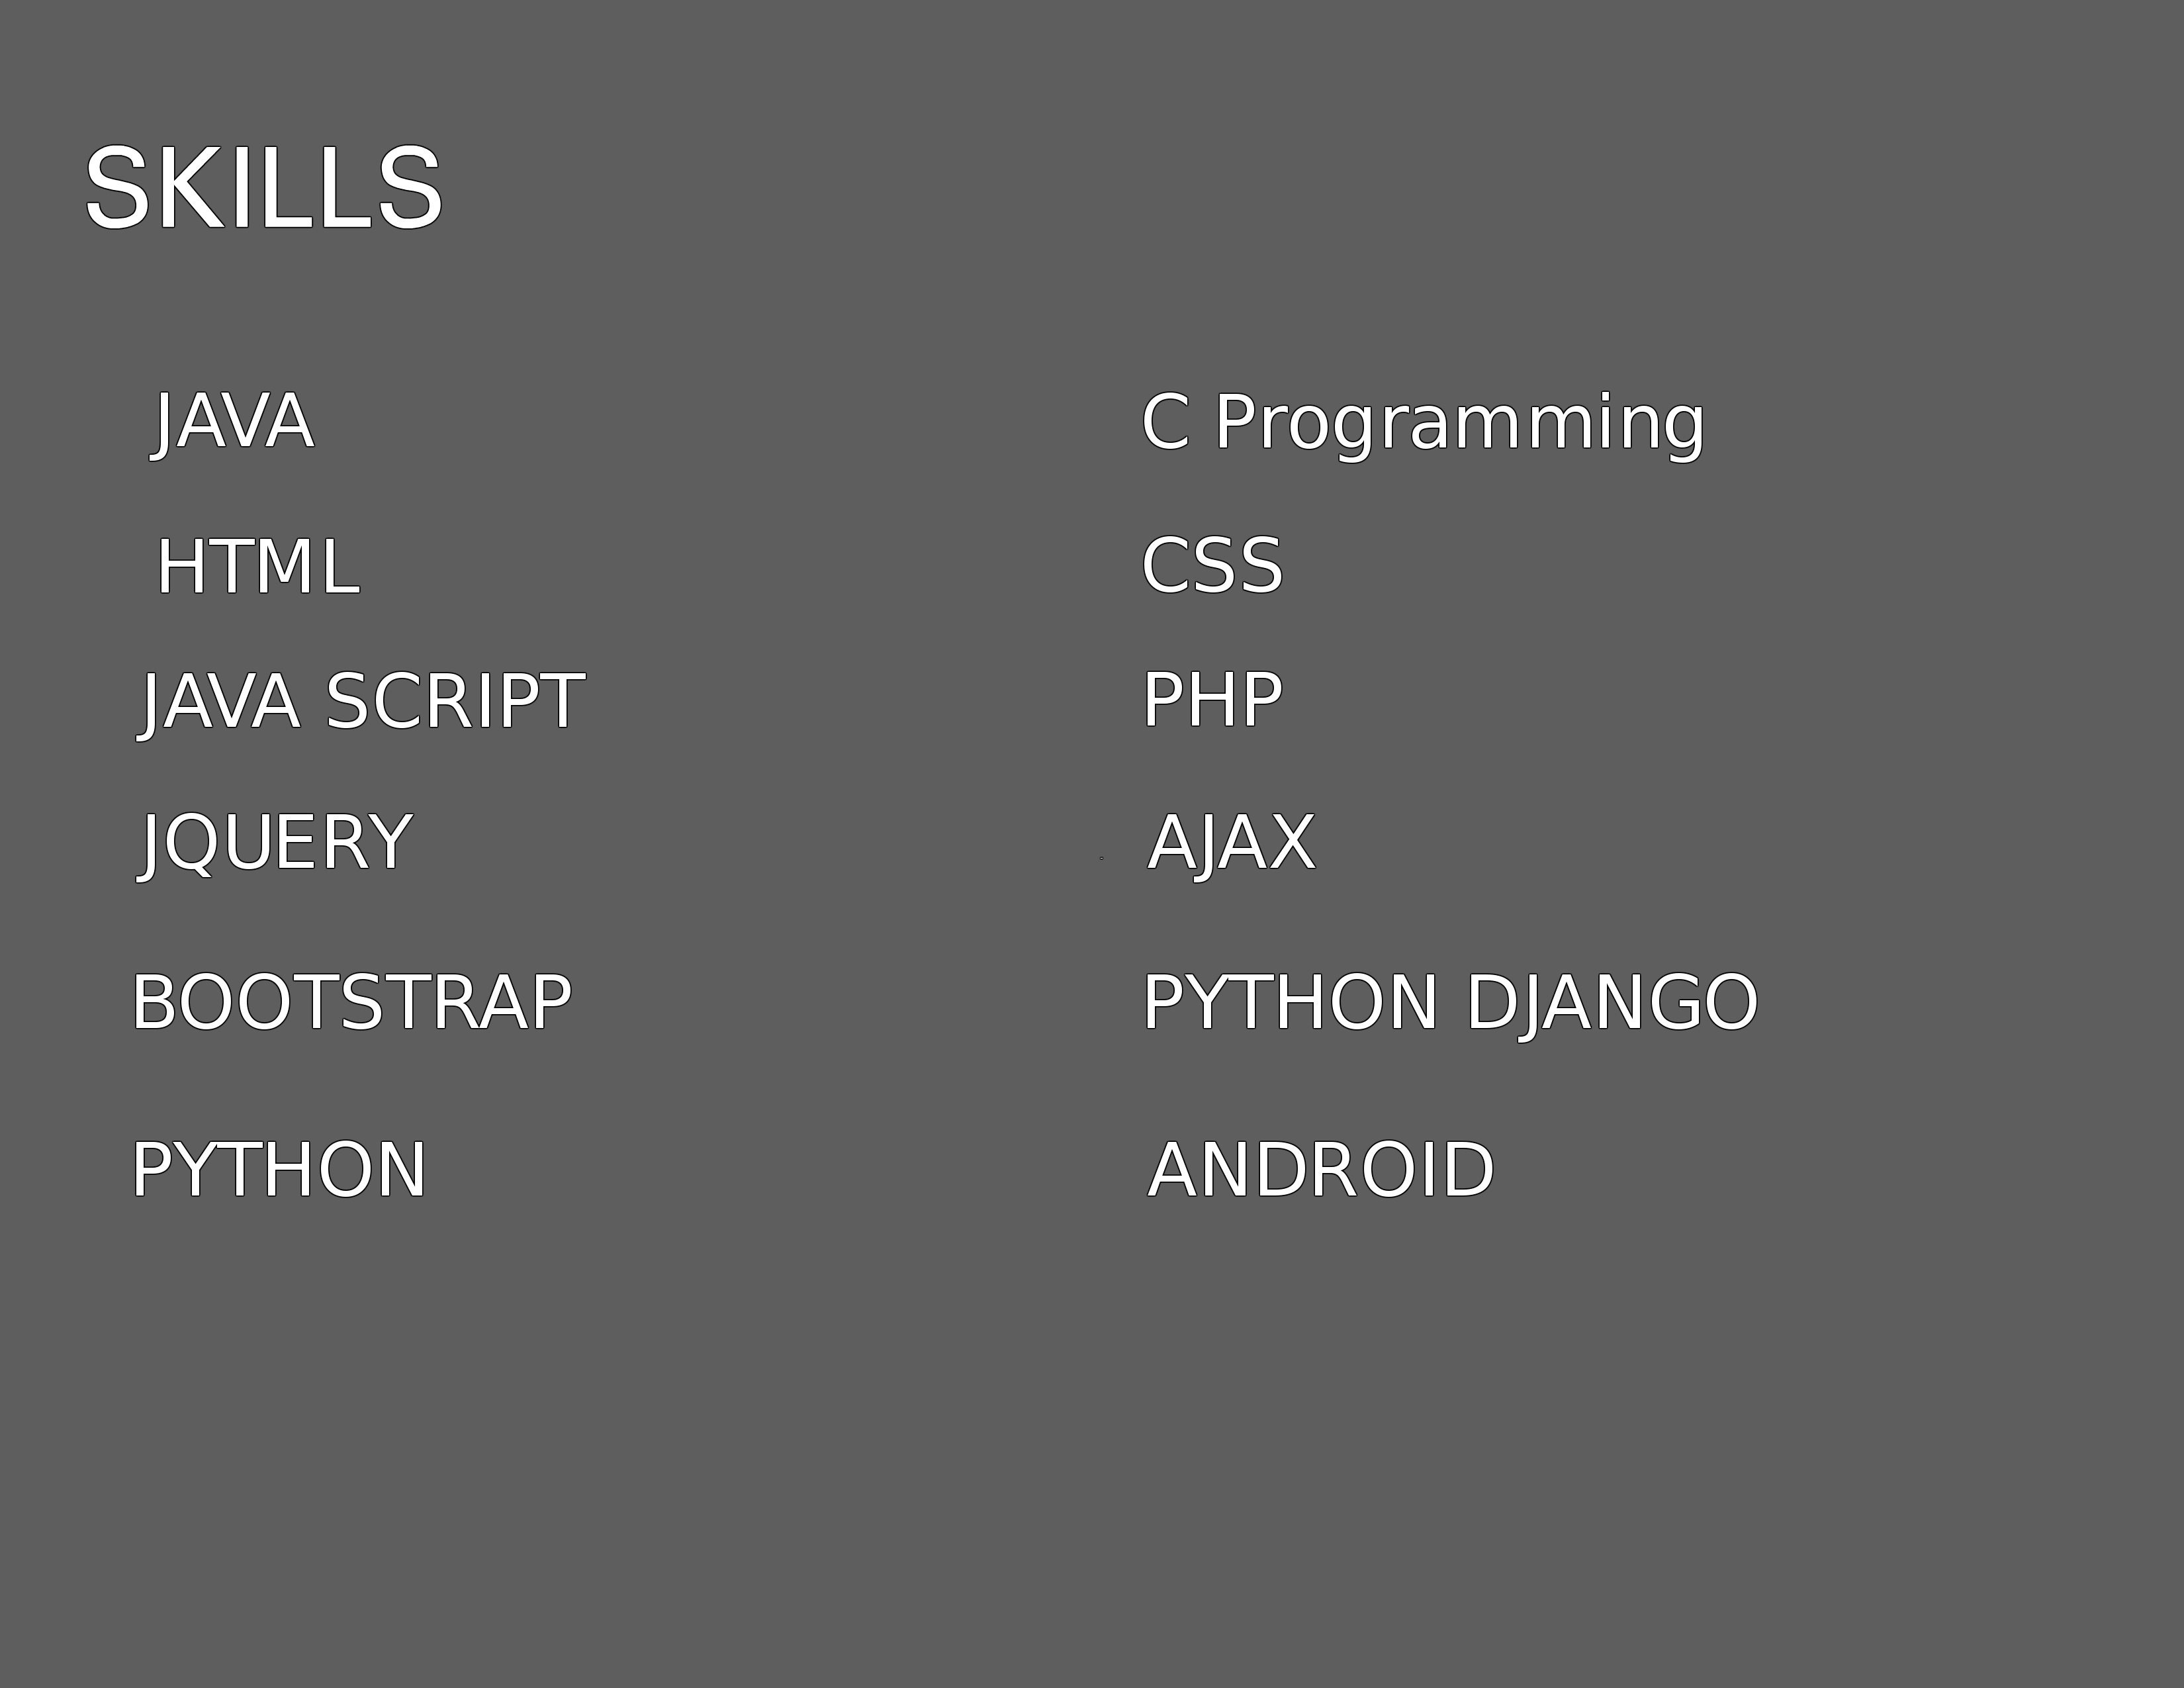 SKILLS
JAVA
C Programming
HTML
CSS
JAVA SCRIPT
PHP
JQUERY
AJAX
BOOTSTRAP
PYTHON DJANGO
PYTHON
ANDROID